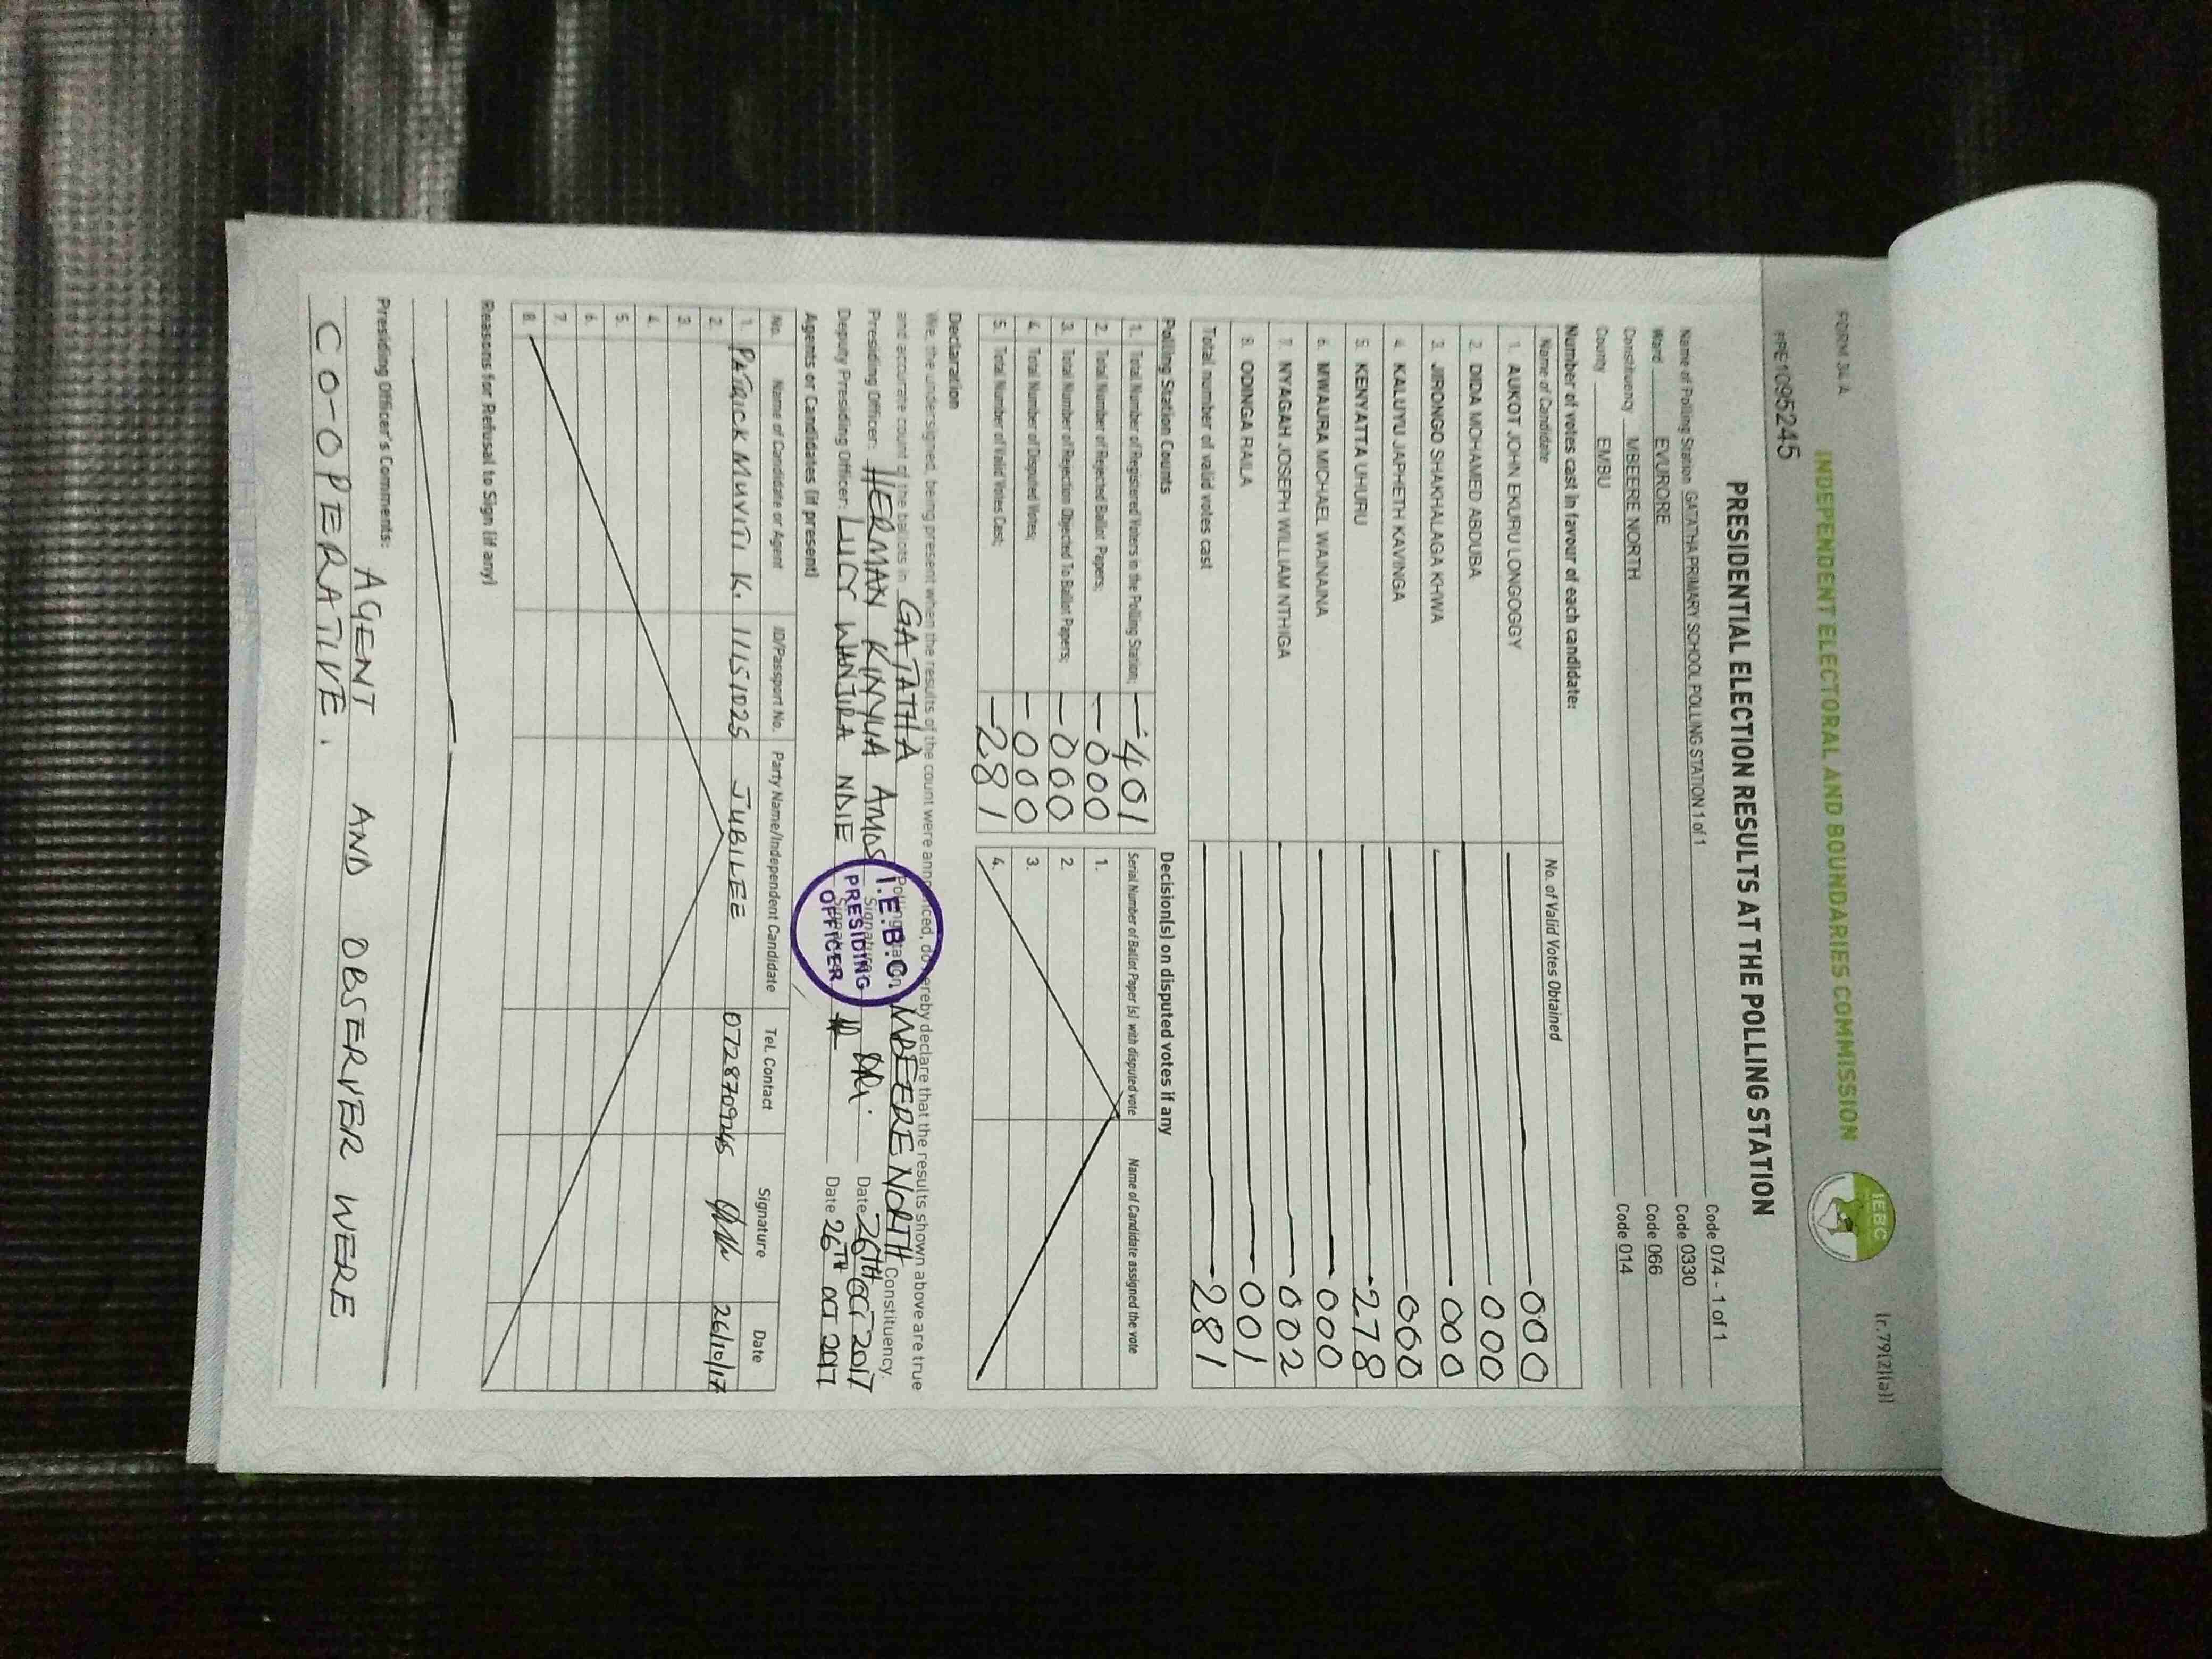 FORM 34 A
(r.79(2)(a))
INDEPENDENT ELECTORAL AND BOUNDARIES COMMISSION
IEBC
PRE1095245
PRESIDENTIAL ELECTION RESULTS AT THE POLLING STATION
Name of Polling Station GATATHA PRIMARY SCHOOL POLLING STATION 1 of 1 Code 074 - 1 of 1
Ward EVURORE Code 0330
Constituency MBEERE NORTH Code 066
County EMBU Code 014
Number of votes cast in favour of each candidate:
Name of Candidate No. of Valid Votes Obtained
1. AUKOT JOHN EKURU LONGOGGY 000
2. DIDA MOHAMED ABDUBA 000
3. JIRONGO SHAKHALAGA KHWA 000
4. KALUYU JAPHETH KAVINGA 000
5. KENYATTA UHURU 278
6. MWAURA MICHAEL WAINAINA 000
7. NYAGAH JOSEPH WILLIAM NTHIGA 002
8. ODINGA RAILA 001
Total number of valid votes cast 281
Polling Station Counts
1. Total Number of Registered Voters in the Polling Station; 401
2. Total Number of Rejected Ballot Papers; 000
3. Total Number of Rejection Objected To Ballot Papers; 000
4. Total Number of Disputed Votes; 000
5. Total Number of Valid Votes Cast; 281
Decision(s) on disputed votes if any
Serial Number of Ballot Paper (s) with disputed vote Name of Candidate assigned the vote
1.
2.
3.
4.
Declaration
We, the undersigned, being present when the results of the count were announced, do hereby declare that the results shown above are true
and accurate count of the ballots in GATATHA Polling station MBEERE NORTH Constituency.
Presiding Officer: HERMAN KINYUA AMOS Signature Date 26TH OCT 2017
Deputy Presiding Officer: LUCY WANJIRA NDIE Signature Date 26TH OCT 2017
I.E.B.C.
PRESIDING
OFFICER
Agents or Candidates (if present)
No. Name of Candidate or Agent ID/Passport No. Party Name/Independent Candidate Tel. Contact Signature Date
1. PATRICK MUVITI K. 11151025 JUBILEE 26/10/17
2.
3.
4.
5.
6.
7.
8.
Reasons for Refusal to Sign (if any)
Presiding Officer's Comments: AGENT AND OBSERVER WERE
CO-OPERATIVE.